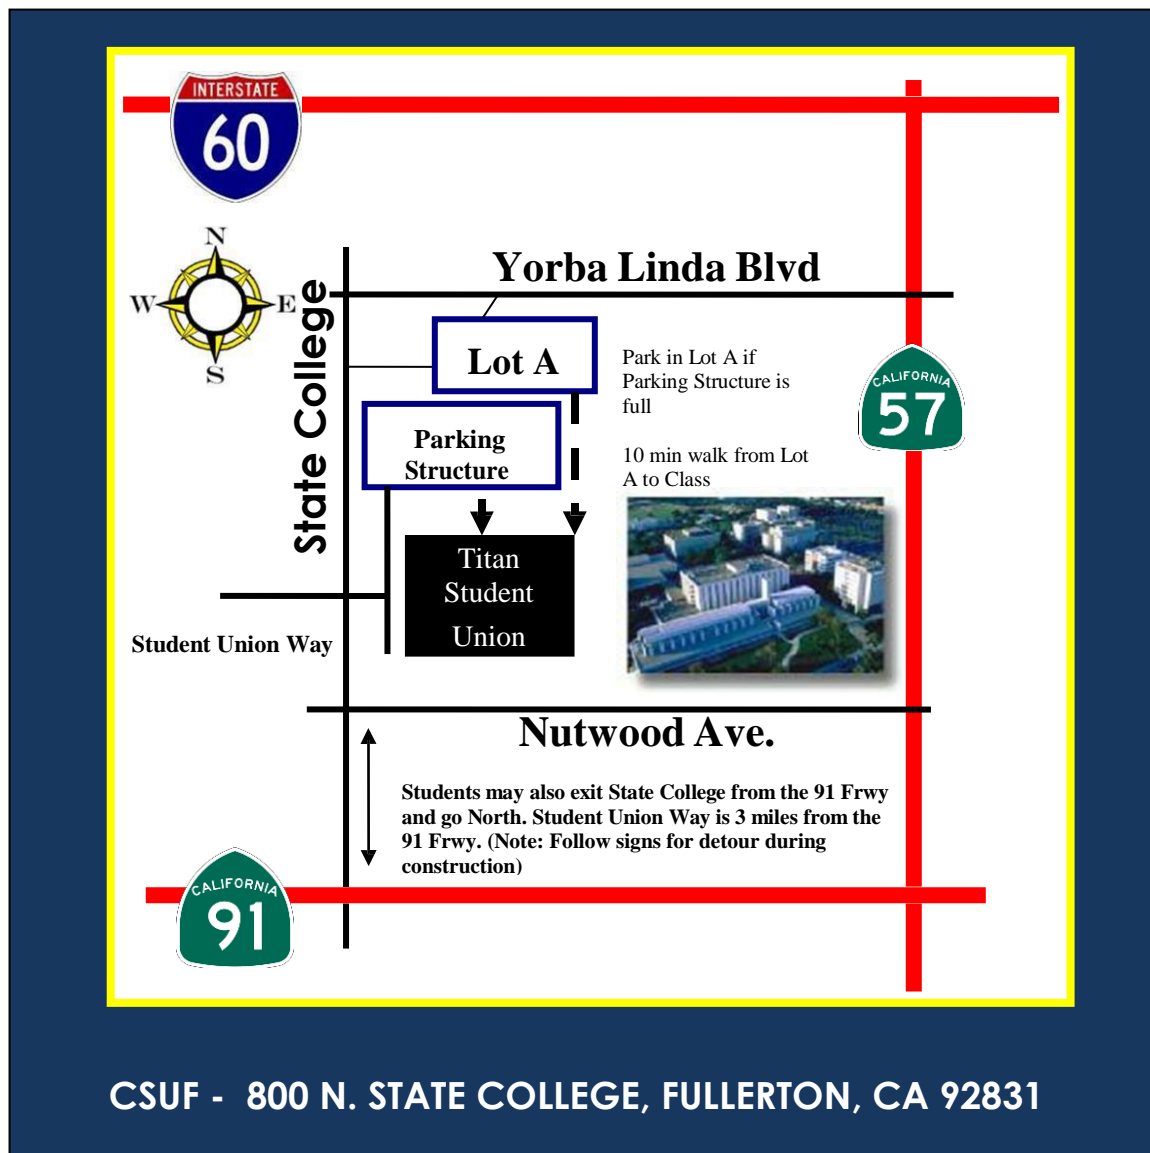 INTERSTATE
60
N
W
E
S
Yorba Linda Blvd
State College
Lot A
Park in Lot A if
Parking Structure is
full
CALIFORNIA
57
Parking
Structure
10 min walk from Lot
A to Class
Titan
Student
Union
Student Union Way
Nutwood Ave.
Students may also exit State College from the 91 Frwy
and go North. Student Union Way is 3 miles from the
91 Frwy. (Note: Follow signs for detour during
construction)
CALIFORNIA
91
CSUF - 800 N. STATE COLLEGE, FULLERTON, CA 92831